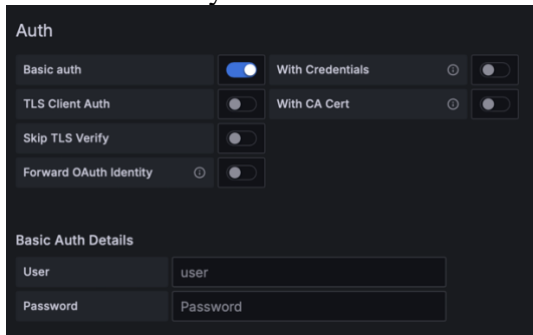 Auth
Basic auth
With Credentials
TLS Client Auth
With CA Cert
Skip TLS Verify
Forward OAuth Identity
Basic Auth Details
User
user
Password
Password